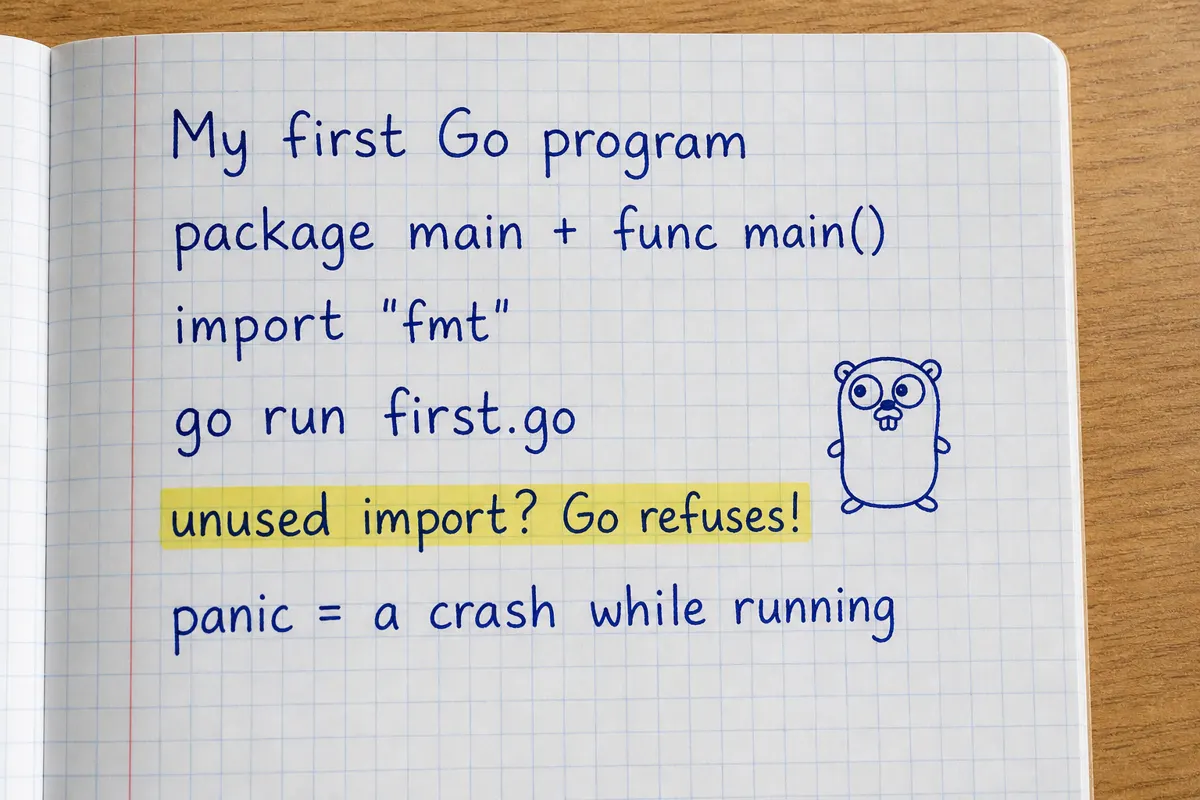 My first Go program
package main + func main()
import "fmt"
go run first.go
unused import? Go refuses!
panic = a crash while running